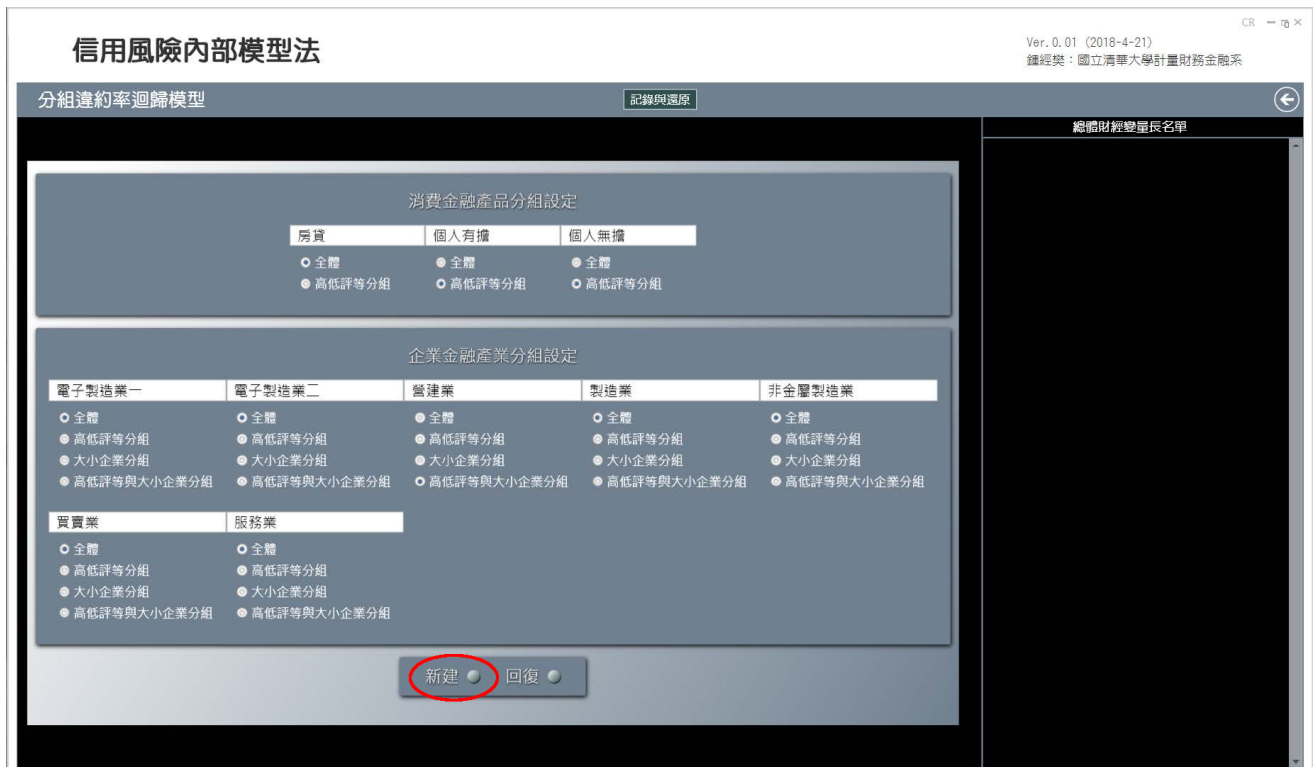 CR
信用風險內部模型法
Ver. 0.01 (2018-4-21)
鍾經樊：國立清華大學計量財務金融系
分組違約率迴歸模型 記錄與還原
總體財經變量長名單
消費金融產品分組設定
房貸 個人有擔 個人無擔
全體 全體 全體
高低評等分組 高低評等分組 高低評等分組
企業金融產業分組設定
電子製造業一 電子製造業二 營建業 製造業 非金屬製造業
全體 全體 全體 全體 全體
高低評等分組 高低評等分組 高低評等分組 高低評等分組 高低評等分組
大小企業分組 大小企業分組 大小企業分組 大小企業分組 大小企業分組
高低評等與大小企業分組 高低評等與大小企業分組 高低評等與大小企業分組 高低評等與大小企業分組 高低評等與大小企業分組
買賣業 服務業
全體 全體
高低評等分組 高低評等分組
大小企業分組 大小企業分組
高低評等與大小企業分組 高低評等與大小企業分組
新建 回復